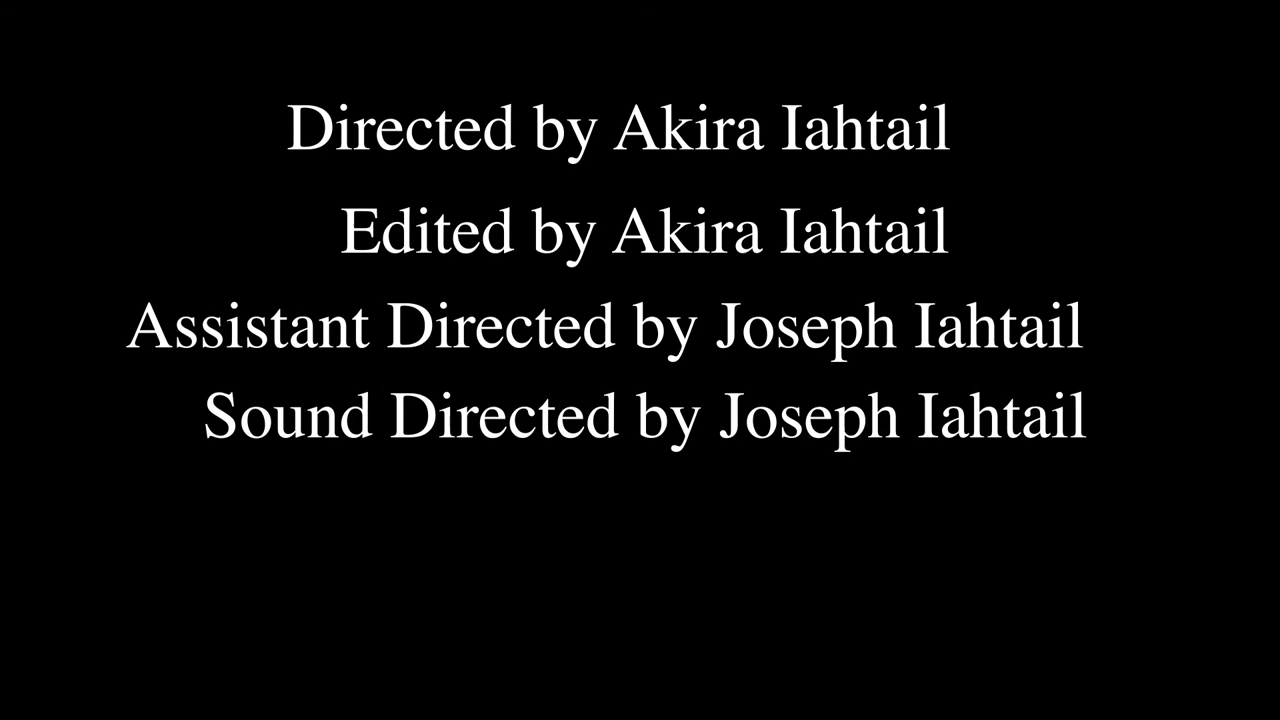 Directed by Akira Iahtail
Edited by Akira Iahtail
Assistant Directed by Joseph Iahtail
Sound Directed by Joseph Iahtail